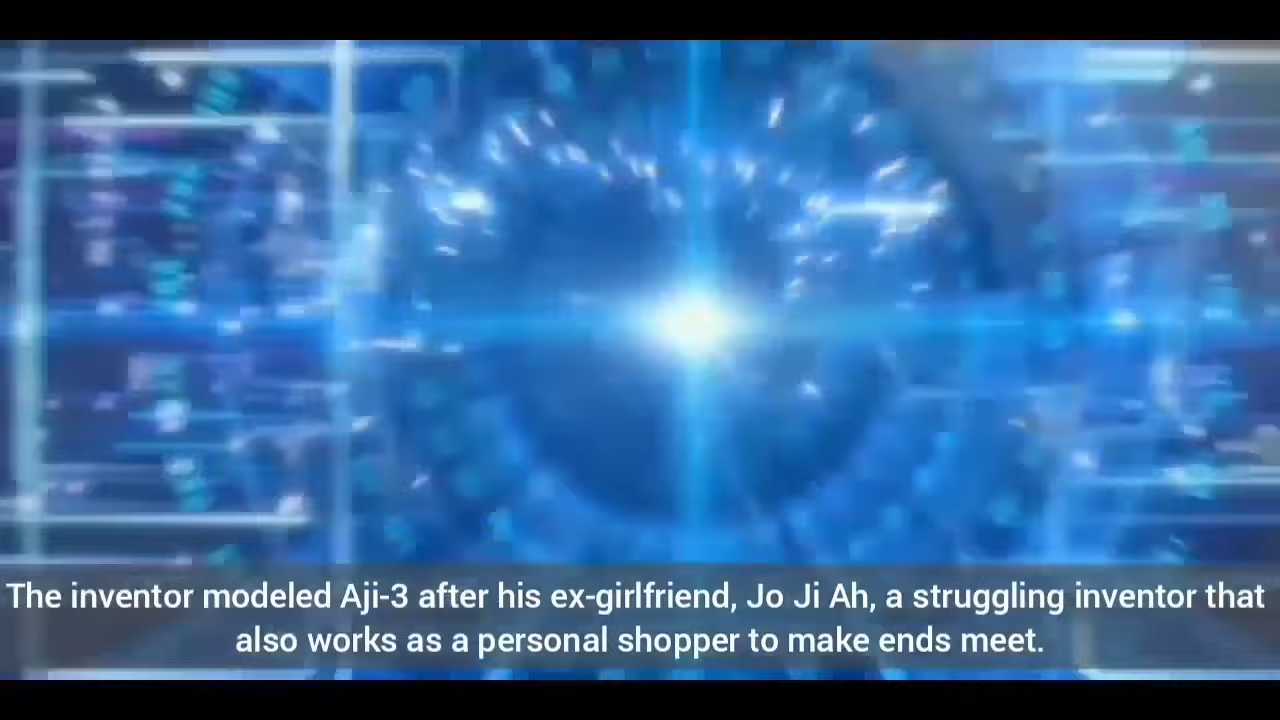 The inventor modeled Aji-3 after his ex-girlfriend, Jo Ji Ah, a struggling inventor that
also works as a personal shopper to make ends meet.